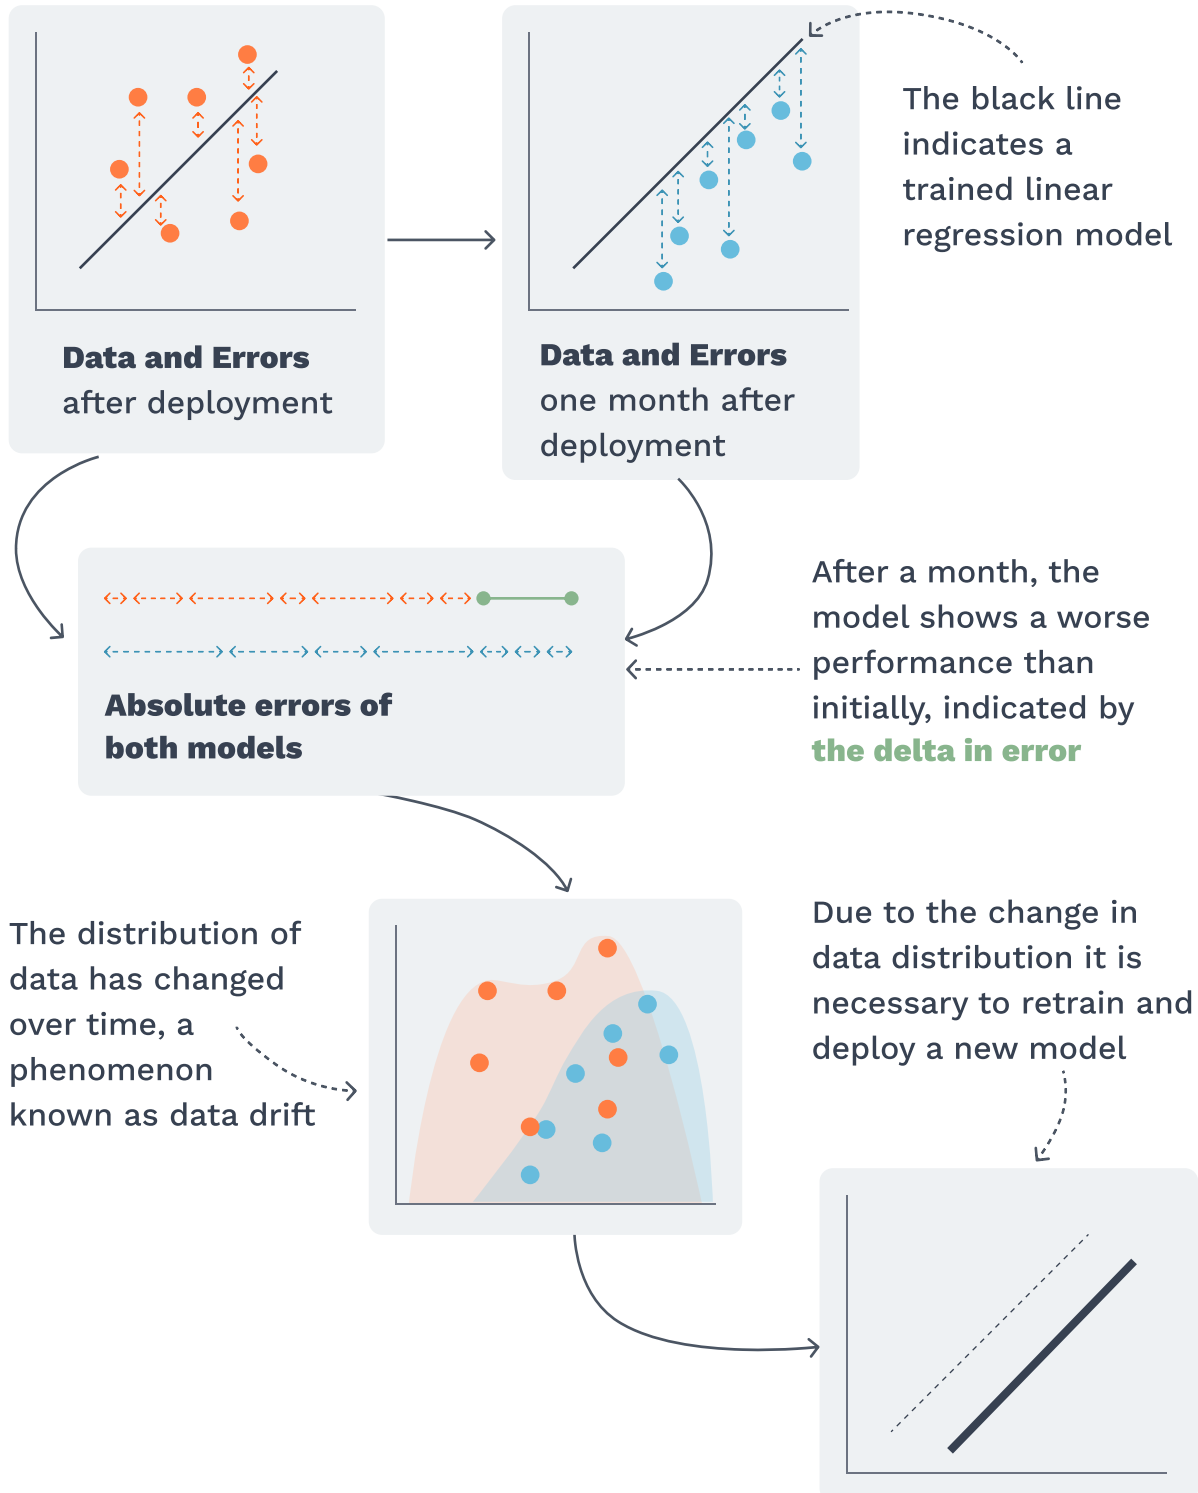 The black line
indicates a
trained linear
regression model
Data and Errors
after deployment
Data and Errors
one month after
deployment
After a month, the
model shows a worse
performance than
initially, indicated by
the delta in error
Absolute errors of
both models
The distribution of
data has changed
over time, a
phenomenon
known as data drift
Due to the change in
data distribution it is
necessary to retrain and
deploy a new model